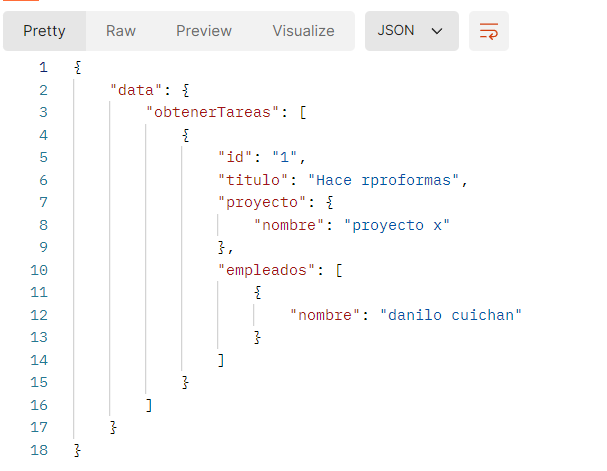 Pretty Raw Preview Visualize JSON
1 {
2 "data": {
3 "obtenerTareas": [
4 {
5 "id": "1",
6 "titulo": "Hace rproformas",
7 "proyecto": {
8 "nombre": "proyecto x"
9 },
10 "empleados": [
11 {
12 "nombre": "danilo cuichan"
13 }
14 ]
15 }
16 ]
17 }
18 }